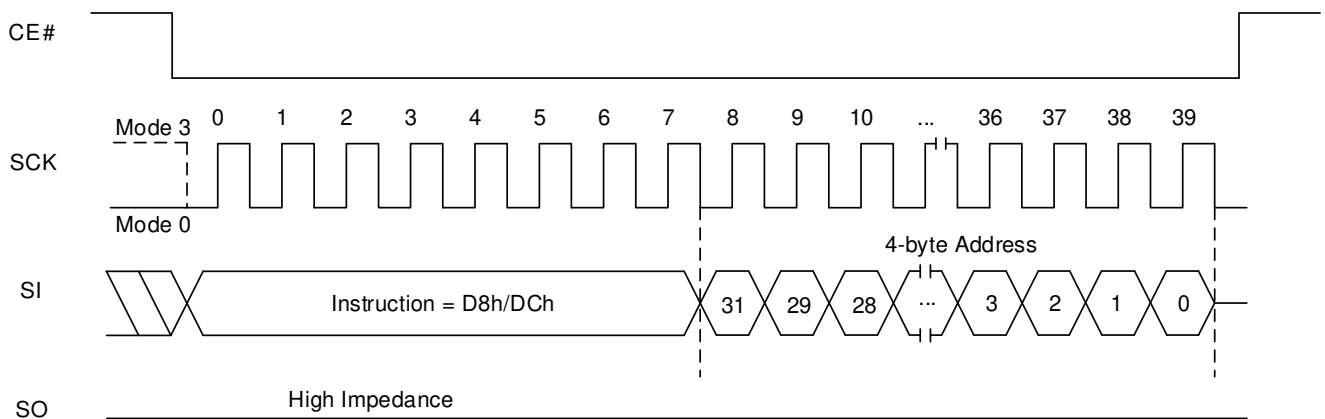 CE#
0 1 2 3 4 5 6 7 8 9 10 ... 36 37 38 39
Mode 3
SCK
Mode 0
4-byte Address
SI
Instruction = D8h/DCh 31 29 28 ... 3 2 1 0
High Impedance
SO